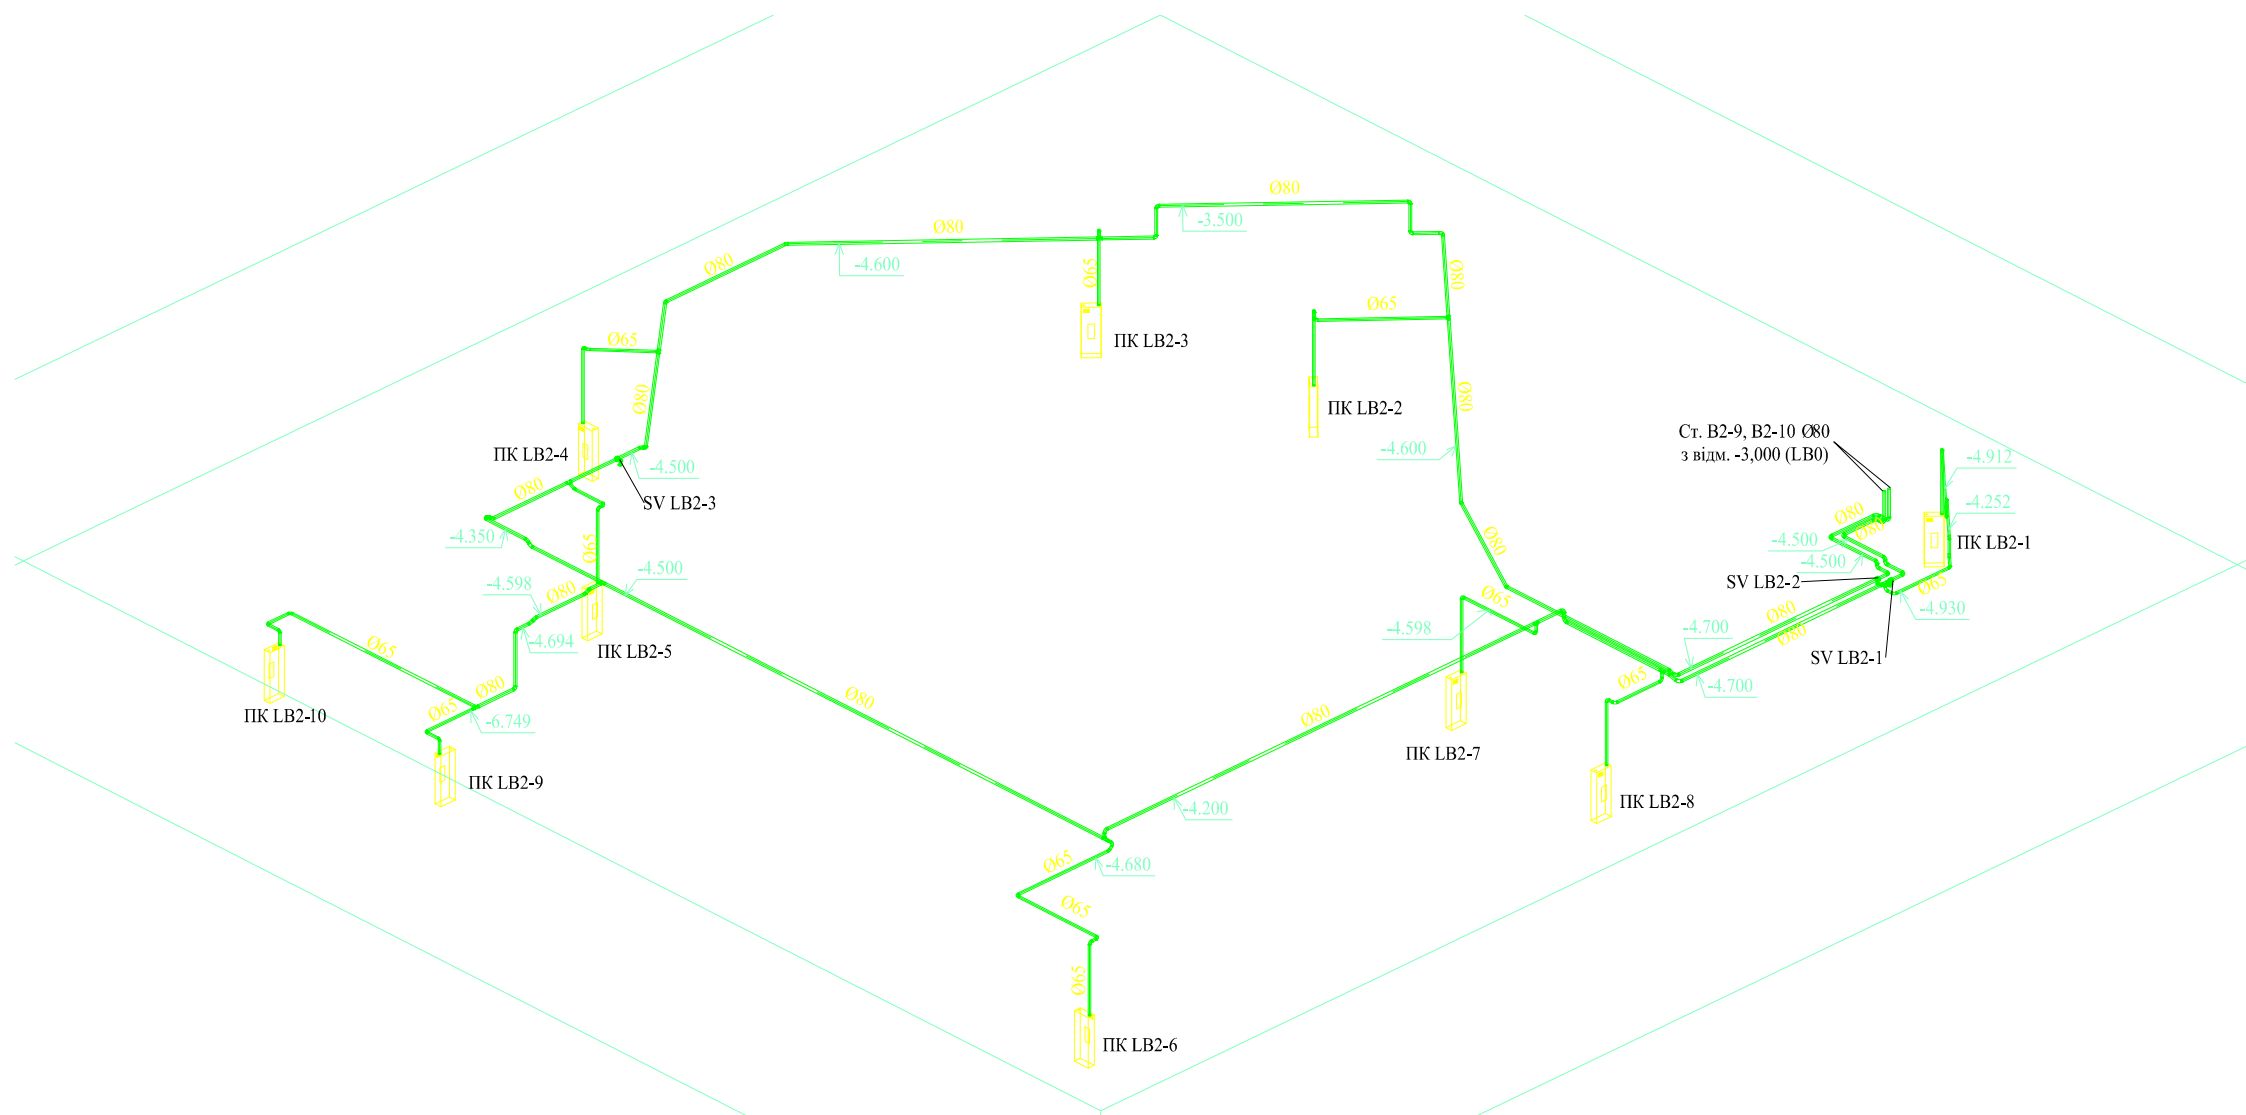 Ø80
-3.500
Ø80
-4.600
Ø80
Ø65
Ø80
Ø65
ПК LB2-3
Ø65
Ø80
Ø80
ПК LB2-2
-4.600
Ст. В2-9, В2-10 Ø80
з відм. -3,000 (LB0)
-4.912
-4.252
ПК LB2-1
ПК LB2-4
-4.500
SV LB2-3
Ø80
-4.350
Ø65
-4.500
Ø80
Ø80
Ø80
-4.500
-4.500
SV LB2-2
Ø65
-4.930
-4.598
Ø80
-4.694
ПК LB2-5
Ø65
-4.598
Ø80
Ø80
-4.700
-4.700
SV LB2-1
Ø65
Ø65
Ø80
Ø65
-6.749
ПК LB2-10
ПК LB2-9
Ø80
Ø80
ПК LB2-7
ПК LB2-8
-4.200
Ø65
-4.680
Ø65
Ø65
ПК LB2-6